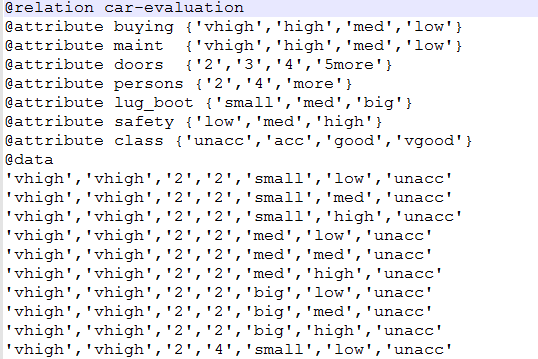 @relation car-evaluation
@attribute buying {'vhigh','high','med','low'}
@attribute maint  {'vhigh','high','med','low'}
@attribute doors  {'2','3','4','5more'}
@attribute persons {'2','4','more'}
@attribute lug_boot {'small','med','big'}
@attribute safety {'low','med','high'}
@attribute class {'unacc','acc','good','vgood'}
@data
'vhigh','vhigh','2','2','small','low','unacc'
'vhigh','vhigh','2','2','small','med','unacc'
'vhigh','vhigh','2','2','small','high','unacc'
'vhigh','vhigh','2','2','med','low','unacc'
'vhigh','vhigh','2','2','med','med','unacc'
'vhigh','vhigh','2','2','med','high','unacc'
'vhigh','vhigh','2','2','big','low','unacc'
'vhigh','vhigh','2','2','big','med','unacc'
'vhigh','vhigh','2','2','big','high','unacc'
'vhigh','vhigh','2','4','small','low','unacc'